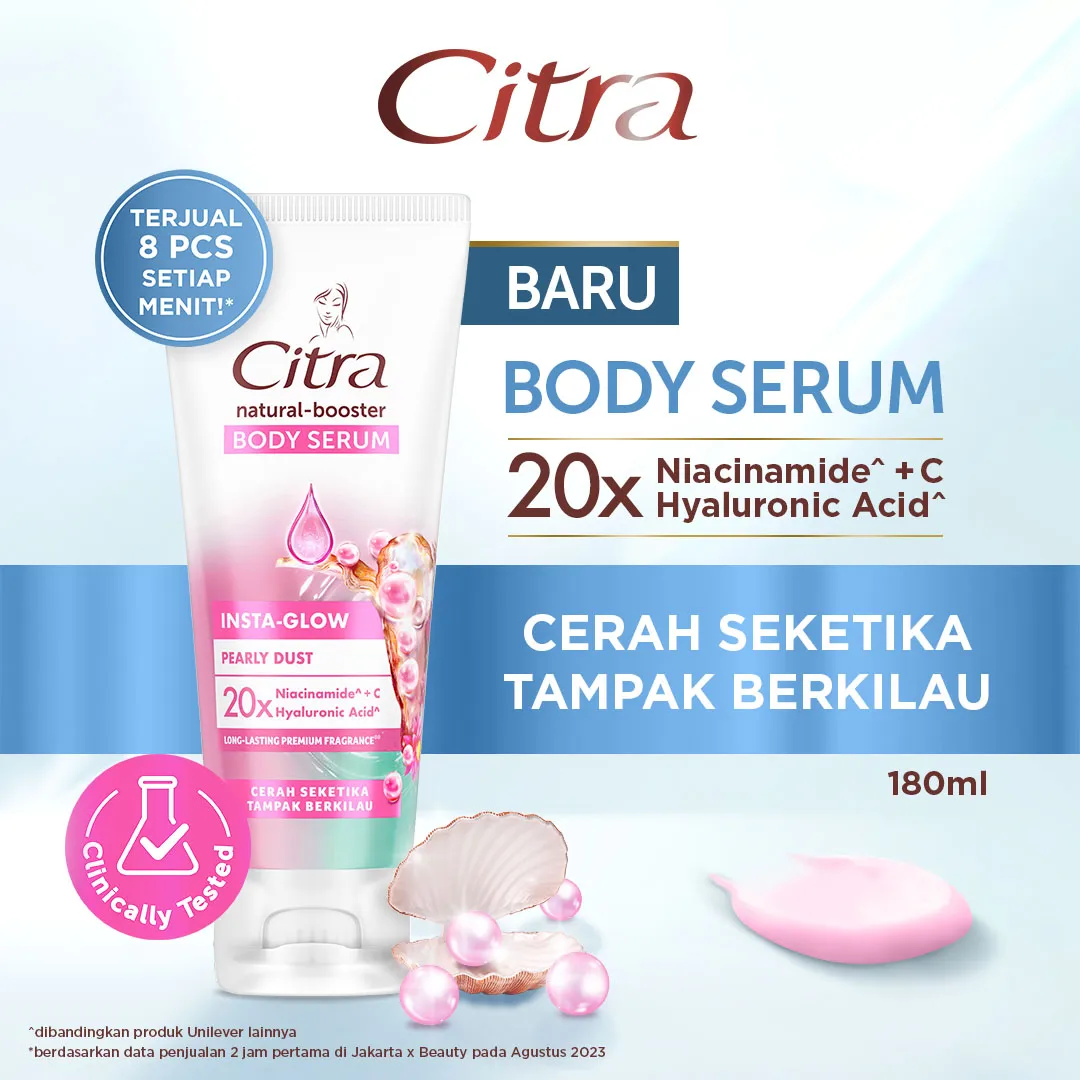 Citra
TERJUAL
8 PCS
SETIAP
MENIT!*
BARU
BODY SERUM
20x Niacinamide^ + C
Hyaluronic Acid^
CERAH SEKETIKA
TAMPAK BERKILAU
180ml
Citra
natural-booster
BODY SERUM
INSTA-GLOW
PEARLY DUST
20x Niacinamide^ + C
Hyaluronic Acid^
LONG-LASTING PREMIUM FRAGRANCE
CERAH SEKETIKA
TAMPAK BERKILAU
Clinically Tested
^dibandingkan produk Unilever lainnya
*berdasarkan data penjualan 2 jam pertama di Jakarta x Beauty pada Agustus 2023